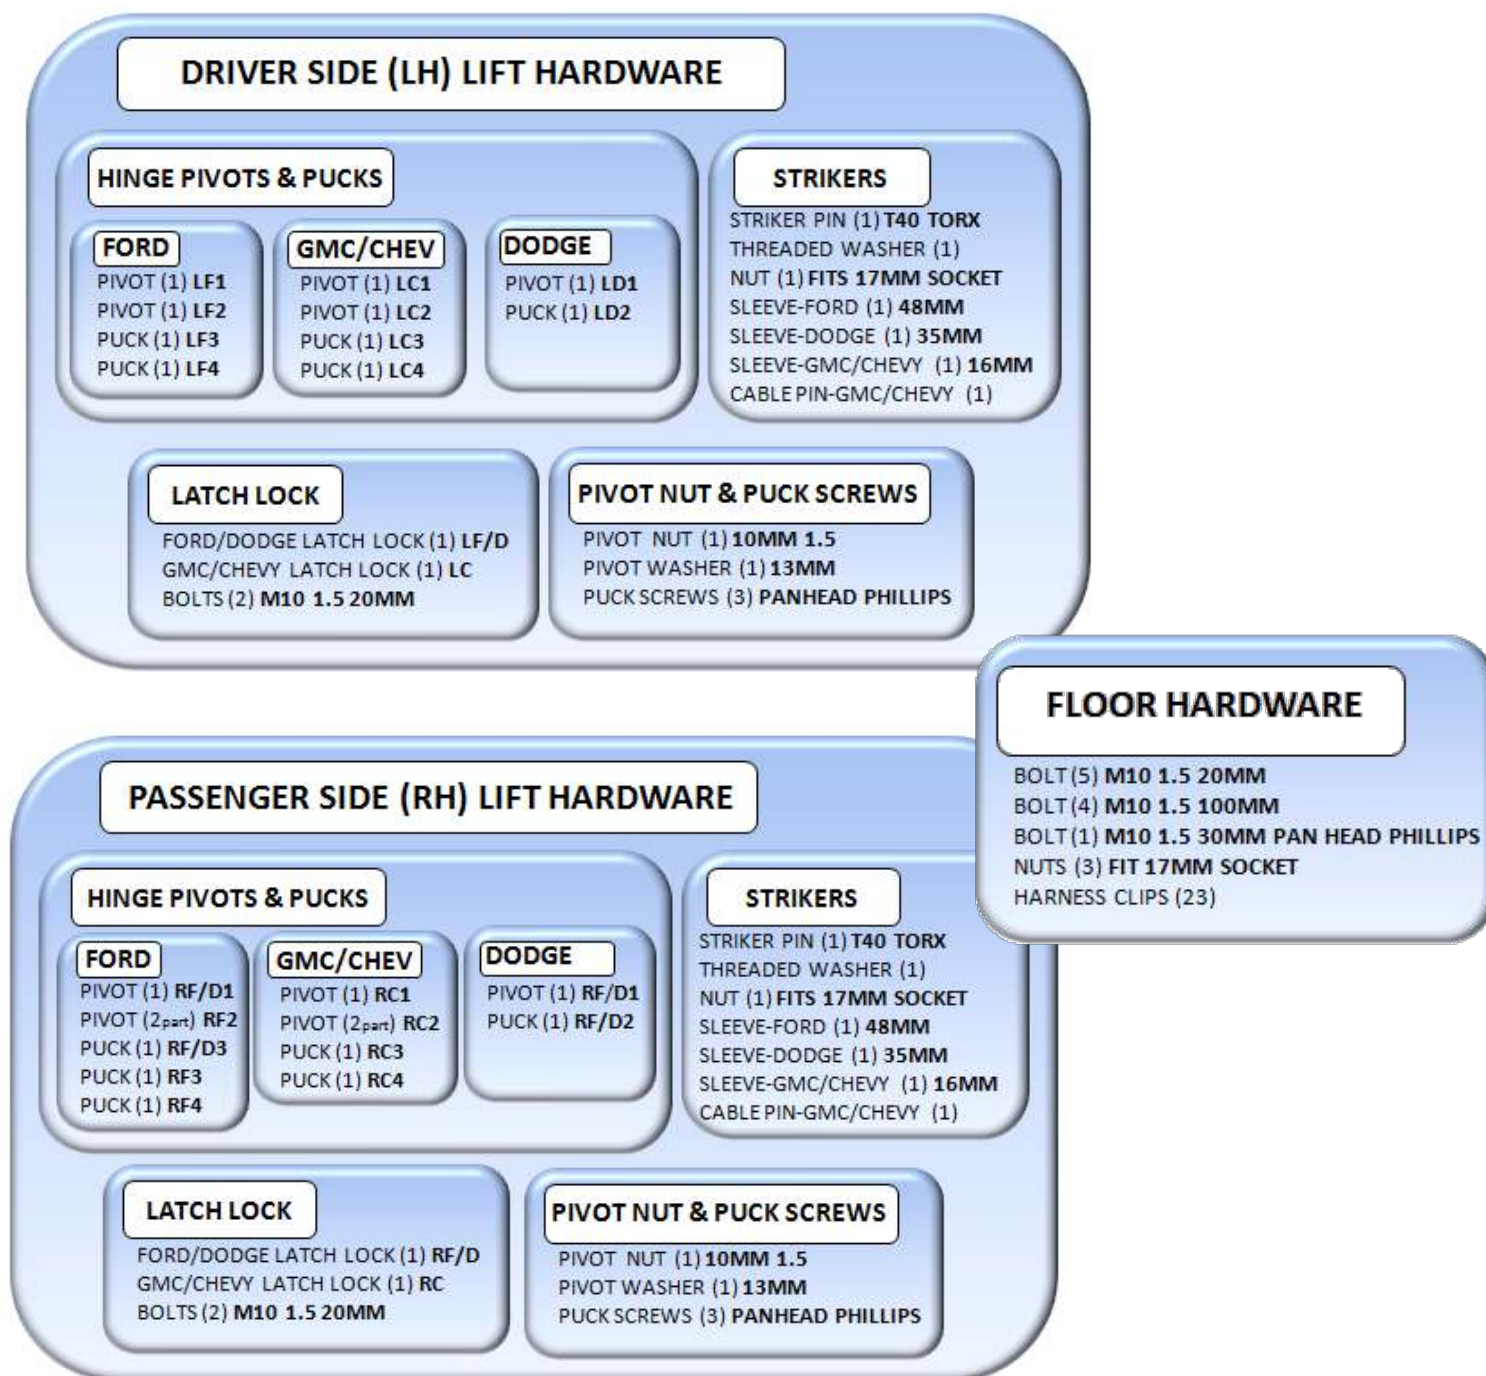 DRIVER SIDE (LH) LIFT HARDWARE
HINGE PIVOTS & PUCKS
FORD
PIVOT (1) LF1
PIVOT (1) LF2
PUCK (1) LF3
PUCK (1) LF4
GMC/CHEV
PIVOT (1) LC1
PIVOT (1) LC2
PUCK (1) LC3
PUCK (1) LC4
DODGE
PIVOT (1) LD1
PUCK (1) LD2
STRIKERS
STRIKER PIN (1) T40 TORX
THREADED WASHER (1)
NUT (1) FITS 17MM SOCKET
SLEEVE-FORD (1) 48MM
SLEEVE-DODGE (1) 35MM
SLEEVE-GMC/CHEVY (1) 16MM
CABLE PIN-GMC/CHEVY (1)
LATCH LOCK
FORD/DODGE LATCH LOCK (1) LF/D
GMC/CHEVY LATCH LOCK (1) LC
BOLTS (2) M10 1.5 20MM
PIVOT NUT & PUCK SCREWS
PIVOT NUT (1) 10MM 1.5
PIVOT WASHER (1) 13MM
PUCK SCREWS (3) PANHEAD PHILLIPS
FLOOR HARDWARE
BOLT (5) M10 1.5 20MM
BOLT (4) M10 1.5 100MM
BOLT (1) M10 1.5 30MM PAN HEAD PHILLIPS
NUTS (3) FIT 17MM SOCKET
HARNESS CLIPS (23)
PASSENGER SIDE (RH) LIFT HARDWARE
HINGE PIVOTS & PUCKS
FORD
PIVOT (1) RF/D1
PIVOT (2part) RF2
PUCK (1) RF/D3
PUCK (1) RF3
PUCK (1) RF4
GMC/CHEV
PIVOT (1) RC1
PIVOT (2part) RC2
PUCK (1) RC3
PUCK (1) RC4
DODGE
PIVOT (1) RF/D1
PUCK (1) RF/D2
STRIKERS
STRIKER PIN (1) T40 TORX
THREADED WASHER (1)
NUT (1) FITS 17MM SOCKET
SLEEVE-FORD (1) 48MM
SLEEVE-DODGE (1) 35MM
SLEEVE-GMC/CHEVY (1) 16MM
CABLE PIN-GMC/CHEVY (1)
LATCH LOCK
FORD/DODGE LATCH LOCK (1) RF/D
GMC/CHEVY LATCH LOCK (1) RC
BOLTS (2) M10 1.5 20MM
PIVOT NUT & PUCK SCREWS
PIVOT NUT (1) 10MM 1.5
PIVOT WASHER (1) 13MM
PUCK SCREWS (3) PANHEAD PHILLIPS